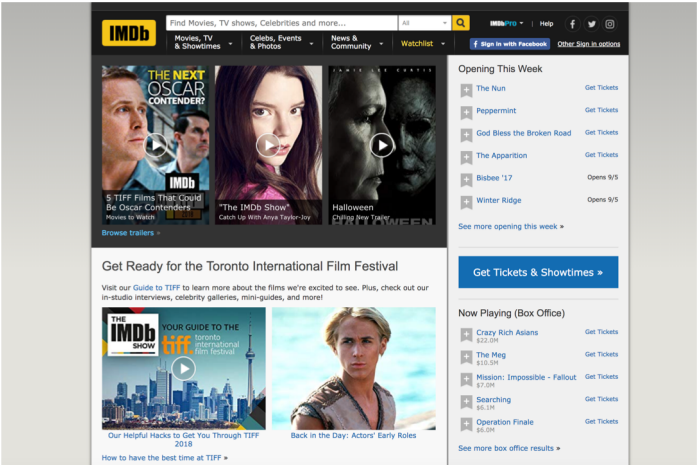 IMDb
Find Movies, TV shows, Celebrities and more...
All
IMDbPro
Help
Movies, TV
& Showtimes
Celebs, Events
& Photos
News &
Community
Watchlist
Sign in with Facebook
Other Sign in options
THE NEXT
OSCAR
CONTENDER?
IMDb
5 TIFF Films That Could
Be Oscar Contenders
Movies to Watch
"The IMDb Show"
Catch Up With Anya Taylor-Joy
JAMIE LEE CURTIS
Halloween
Chilling New Trailer
HALLOWEEN
Browse trailers »
Get Ready for the Toronto International Film Festival
Visit our Guide to TIFF to learn more about the films we're excited to see. Plus, check out our
in-studio interviews, celebrity galleries, mini-guides, and more!
THE
IMDb
SHOW
YOUR GUIDE TO THE
tiff. toronto
international
film festival
Our Helpful Hacks to Get You Through TIFF
2018
Back in the Day: Actors' Early Roles
How to have the best time at TIFF »
Opening This Week
The Nun Get Tickets
Peppermint Get Tickets
God Bless the Broken Road Get Tickets
The Apparition Get Tickets
Bisbee '17 Opens 9/5
Winter Ridge Opens 9/5
See more opening this week »
Get Tickets & Showtimes »
Now Playing (Box Office)
Crazy Rich Asians Get Tickets
$22.0M
The Meg Get Tickets
$10.5M
Mission: Impossible - Fallout Get Tickets
$7.0M
Searching Get Tickets
$6.1M
Operation Finale Get Tickets
$6.0M
See more box office results »